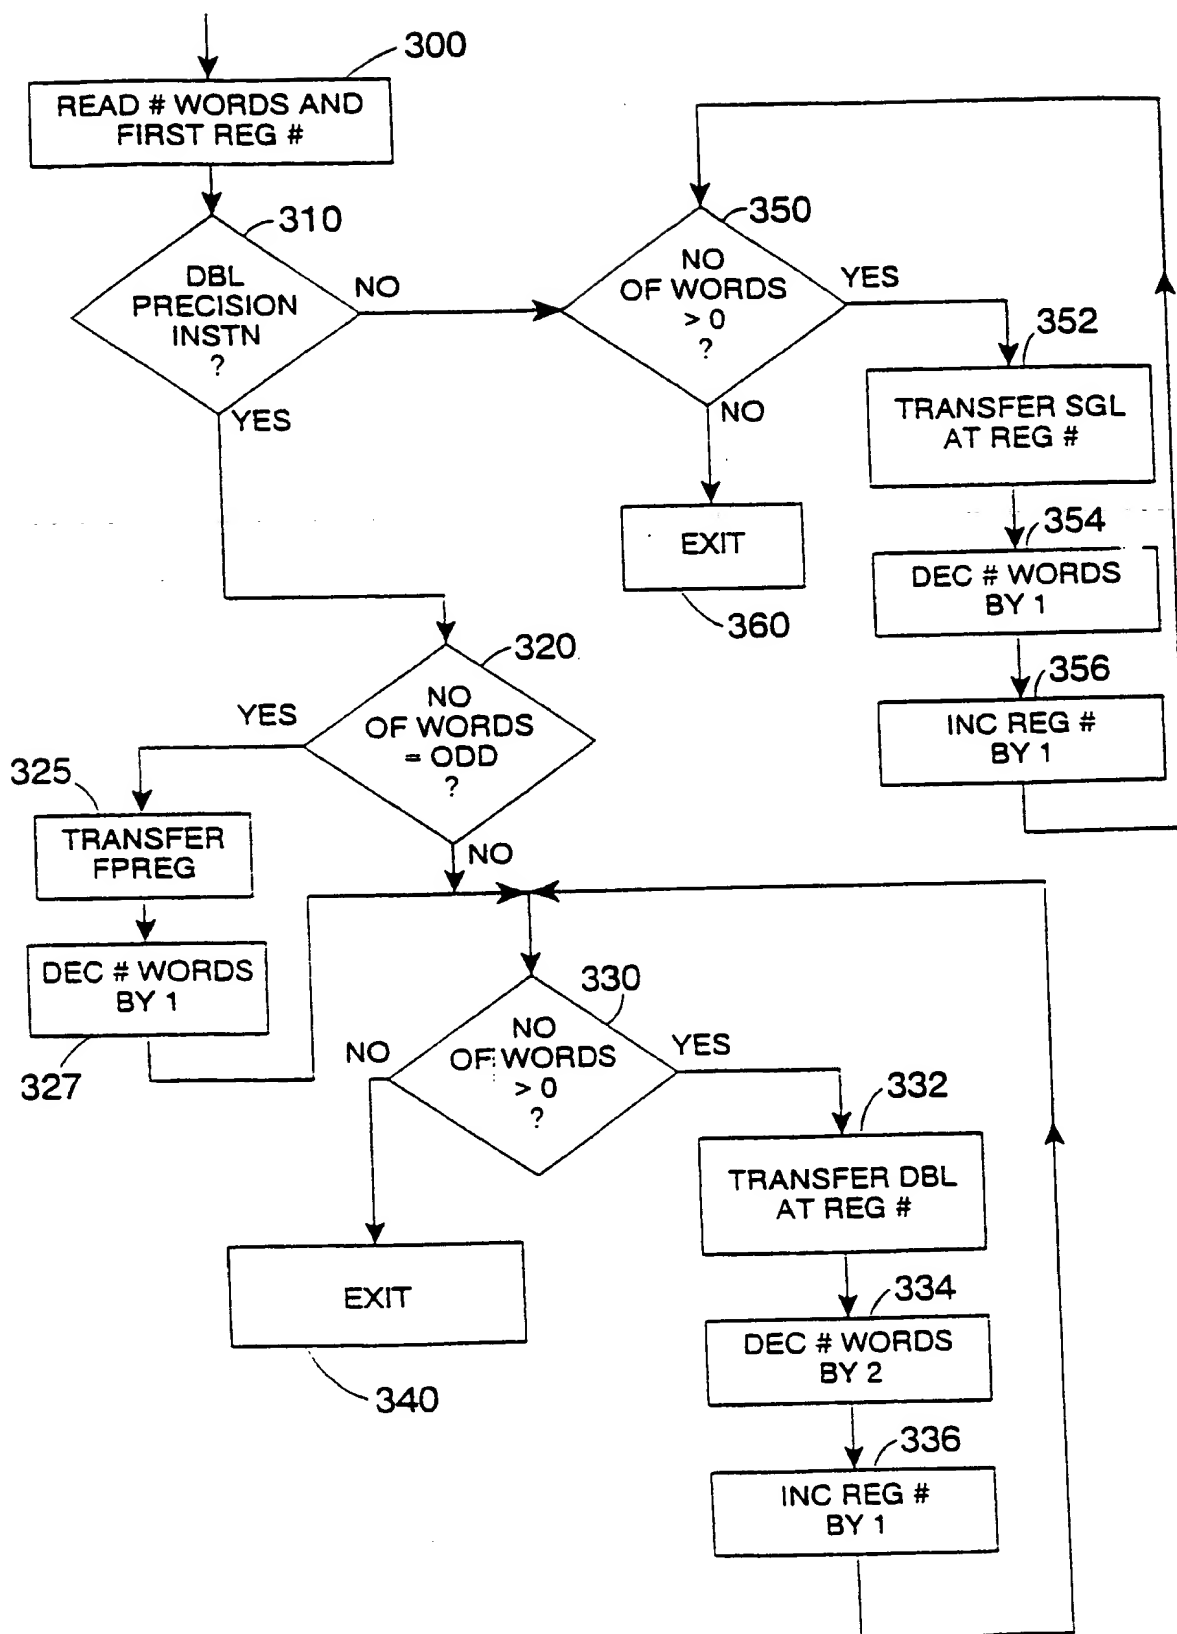 300
READ # WORDS AND
FIRST REG #
310
DBL
PRECISION
INSTN
?
NO
YES
350
NO
OF WORDS
> 0
?
YES
NO
352
TRANSFER SGL
AT REG #
354
DEC # WORDS
BY 1
356
INC REG #
BY 1
EXIT
360
320
NO
OF WORDS
= ODD
?
YES
NO
325
TRANSFER
FPREG
DEC # WORDS
BY 1
327
330
NO
OF WORDS
> 0
?
NO
YES
332
TRANSFER DBL
AT REG #
334
DEC # WORDS
BY 2
336
INC REG #
BY 1
EXIT
340